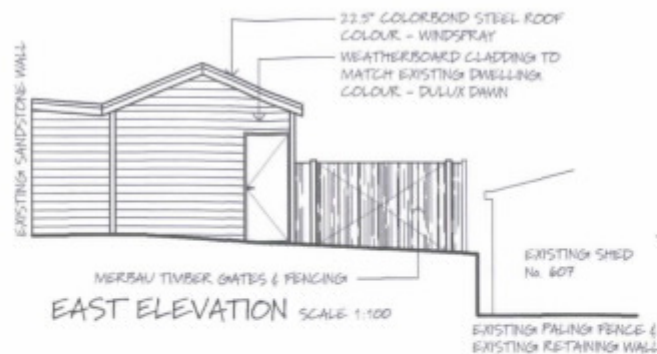 22.5° COLORBOND STEEL ROOF
COLOUR - WINDSPRAY
WEATHERBOARD CLADDING TO
MATCH EXISTING DWELLING
COLOUR - DULUX DAWN
EXISTING SANDSTONE WALL
MERBAU TIMBER GATES & FENCING
EXISTING SHED
No. 607
EAST ELEVATION SCALE 1:100
EXISTING PALING FENCE &
EXISTING RETAINING WALL